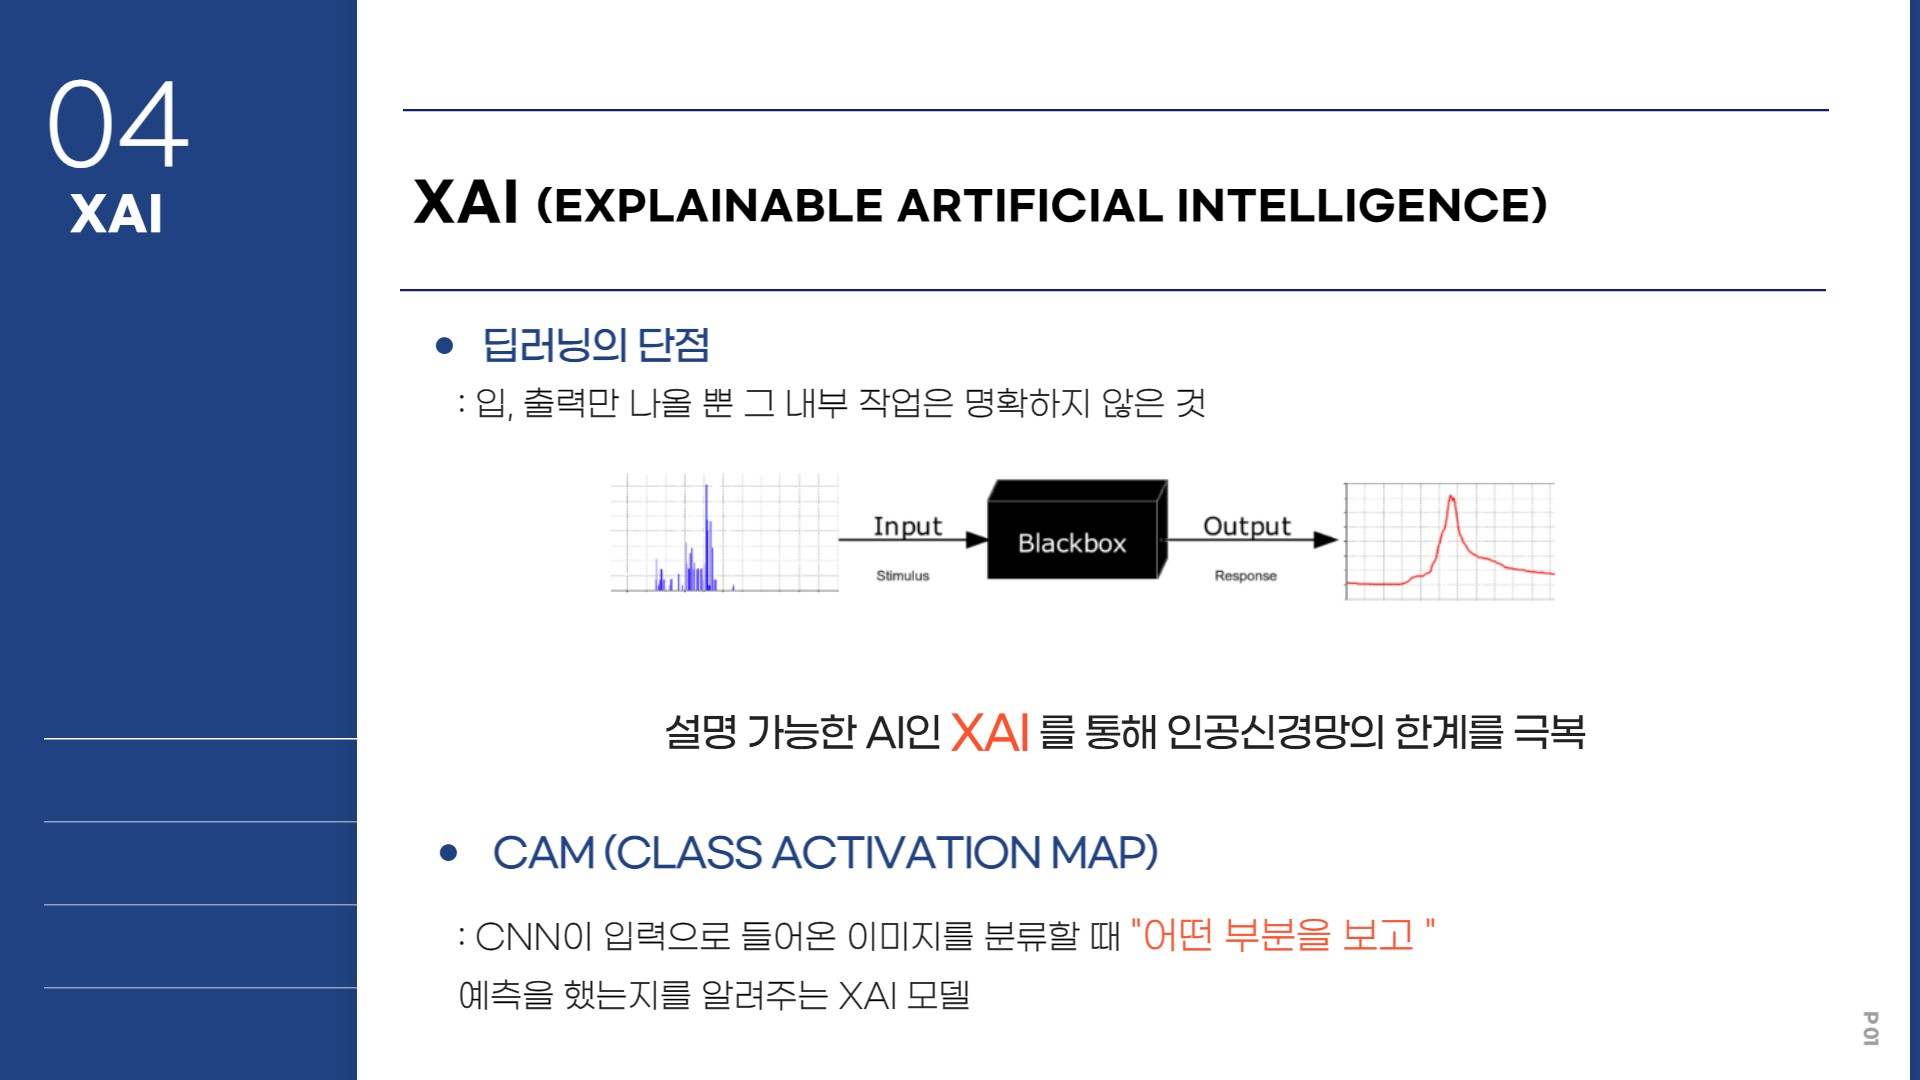 04
XAI
XAI (EXPLAINABLE ARTIFICIAL INTELLIGENCE)
• 딥러닝의 단점
: 입, 출력만 나올 뿐 그 내부 작업은 명확하지 않은 것
Input
Stimulus
Blackbox
Output
Response
설명 가능한 AI인 XAI 를 통해 인공신경망의 한계를 극복
• CAM (CLASS ACTIVATION MAP)
: CNN이 입력으로 들어온 이미지를 분류할 때 "어떤 부분을 보고 "
예측을 했는지를 알려주는 XAI 모델
P 01